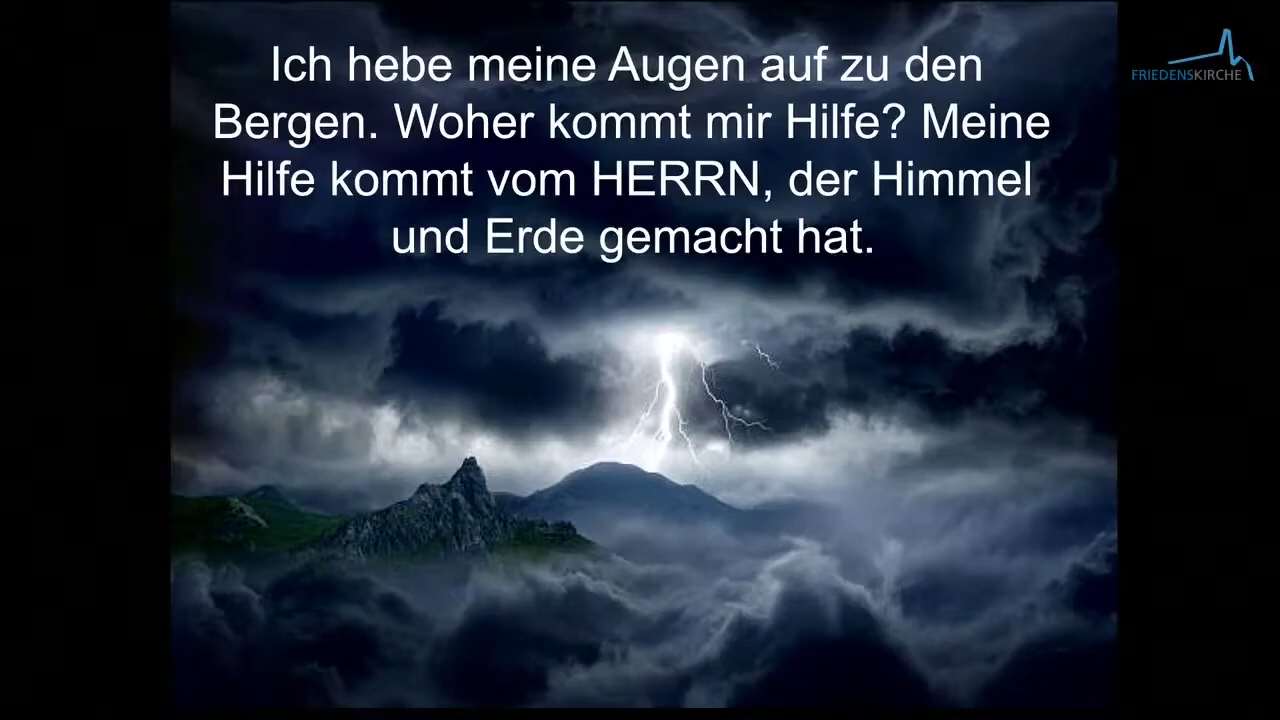 Ich hebe meine Augen auf zu den
Bergen. Woher kommt mir Hilfe? Meine
Hilfe kommt vom HERRN, der Himmel
und Erde gemacht hat.
FRIEDENSKIRCHE